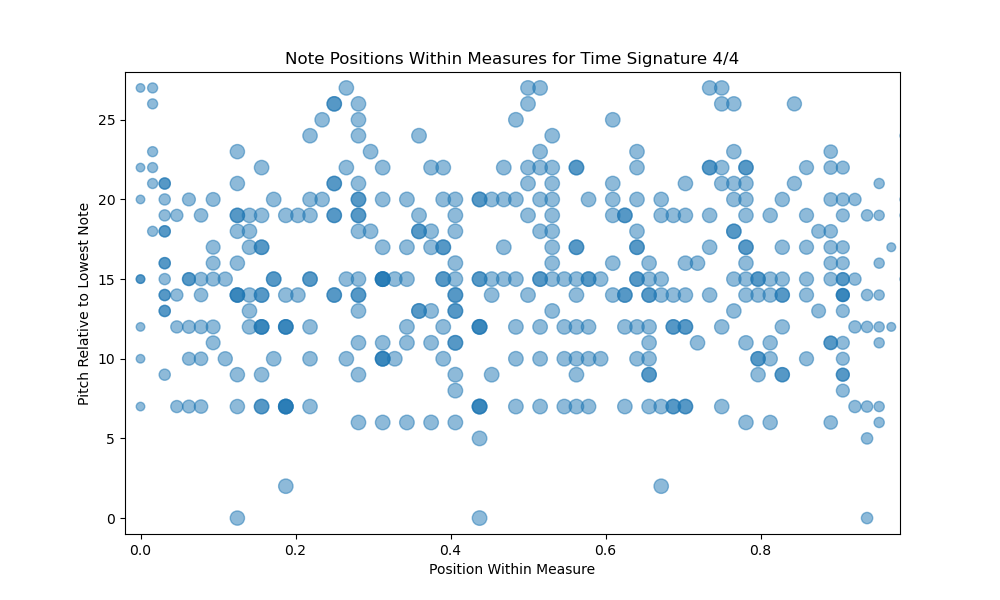 Note Positions Within Measures for Time Signature 4/4
Pitch Relative to Lowest Note
25
20
15
10
5
0
0.0 0.2 0.4 0.6 0.8
Position Within Measure